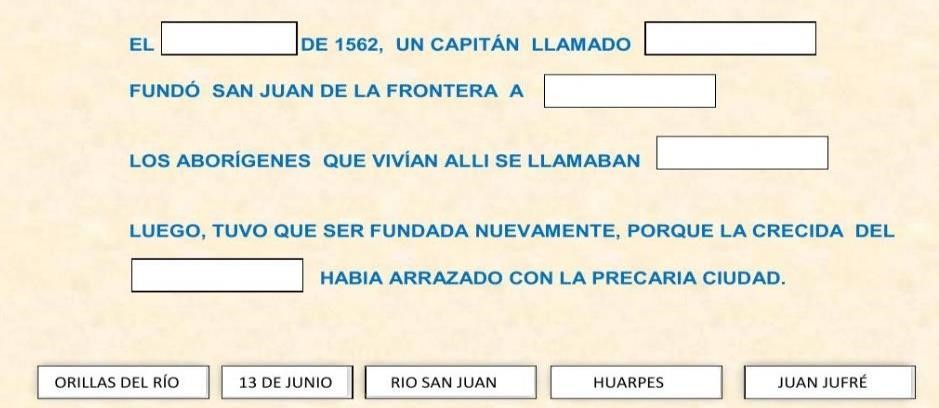 EL DE 1562, UN CAPITÁN LLAMADO
FUNDÓ SAN JUAN DE LA FRONTERA A
LOS ABORÍGENES QUE VIVÍAN ALLI SE LLAMABAN
LUEGO, TUVO QUE SER FUNDADA NUEVAMENTE, PORQUE LA CRECIDA DEL
HABIA ARRAZADO CON LA PRECARIA CIUDAD.
ORILLAS DEL RÍO 13 DE JUNIO RIO SAN JUAN HUARPES JUAN JUFRÉ